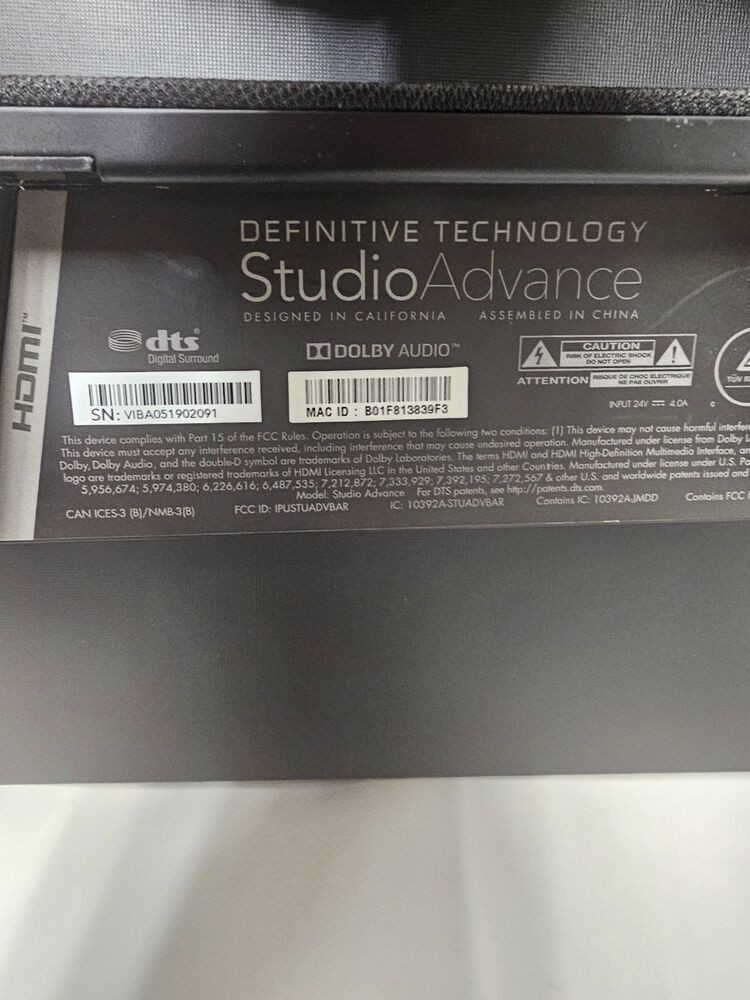 DEFINITIVE TECHNOLOGY
StudioAdvance
DESIGNED IN CALIFORNIA ASSEMBLED IN CHINA
HDMI™
dts®
Digital Surround
DOLBY AUDIO™
CAUTION
RISK OF ELECTRIC SHOCK
DO NOT OPEN
ATTENTION
RISQUE DE CHOC ELECTRIQUE
NE PAS OUVRIR
SN: VIBA051902091
MAC ID : B01F813839F3
INPUT 24V ⎓ 4.0A
c
TÜV
This device complies with Part 15 of the FCC Rules. Operation is subject to the following two conditions: (1) This device may not cause harmful
This device must accept any interference received, including interference that may cause undesired operation. Manufactured under license from Dolby
Dolby, Dolby Audio, and the double-D symbol are trademarks of Dolby Laboratories. The terms HDMI and HDMI High-Definition Multimedia Interface, and
logo are trademarks or registered trademarks of HDMI Licensing LLC in the United States and other Countries. Manufactured under license under U.S.
5,956,674; 5,974,380; 6,226,616; 6,487,535; 7,212,872; 7,333,929; 7,392,195; 7,272,567 & other U.S. and worldwide patents issued and
Model: Studio Advance For DTS patents, see http://patents.dts.com.
CAN ICES-3 (B)/NMB-3(B) FCC ID: IPUSTUADVBAR IC: 10392A-STUADVBAR Contains IC: 10392A-JMDD Contains FCC